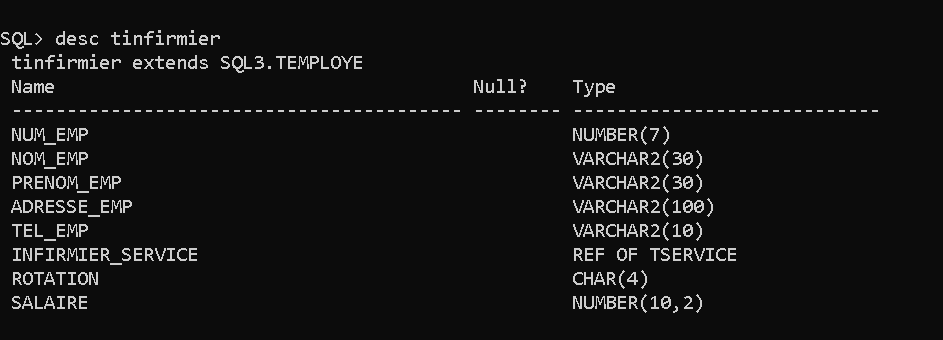 SQL> desc tinfirmier
tinfirmier extends SQL3.TEMPLOYE
Name Null? Type
----------------------------------------- -------- ----------------------------
NUM_EMP NUMBER(7)
NOM_EMP VARCHAR2(30)
PRENOM_EMP VARCHAR2(30)
ADRESSE_EMP VARCHAR2(100)
TEL_EMP VARCHAR2(10)
INFIRMIER_SERVICE REF OF TSERVICE
ROTATION CHAR(4)
SALAIRE NUMBER(10,2)